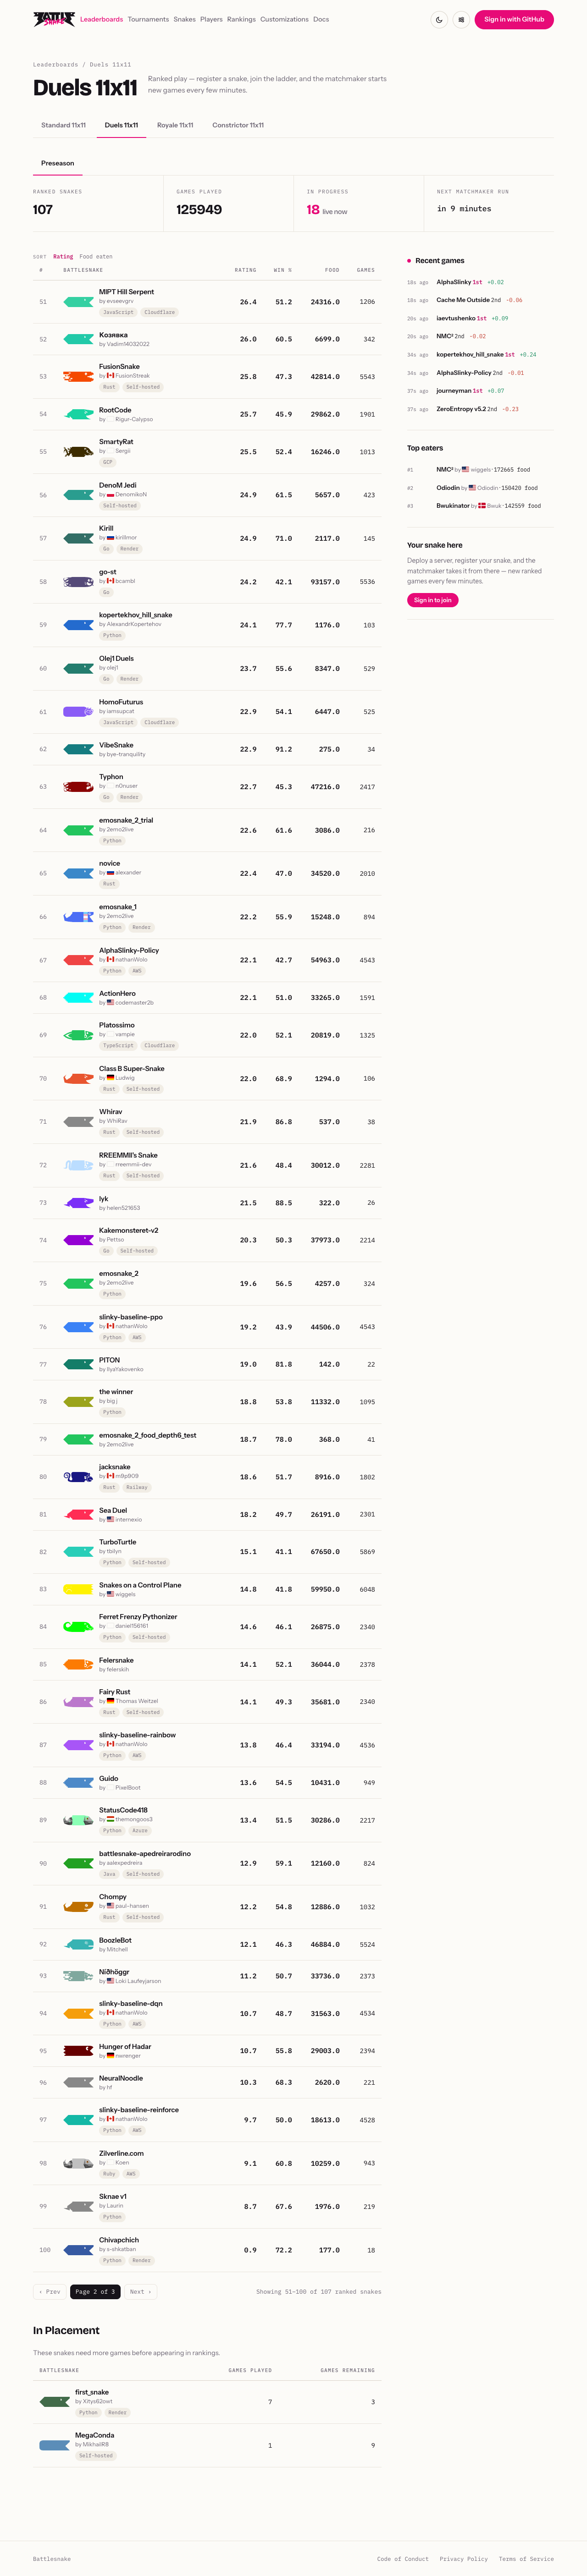 BATTLE SNAKE Leaderboards Tournaments Snakes Players Rankings Customizations Docs Sign in with GitHub
Leaderboards / Duels 11x11
Duels 11x11
Ranked play — register a snake, join the ladder, and the matchmaker starts
new games every few minutes.
Standard 11x11 Duels 11x11 Royale 11x11 Constrictor 11x11
Preseason
RANKED SNAKES GAMES PLAYED IN PROGRESS NEXT MATCHMAKER RUN
107 125949 18 live now in 9 minutes
SORT Rating Food eaten
# BATTLESNAKE RATING WIN % FOOD GAMES
51 MIPT Hill Serpent 26.4 51.2 24316.0 1206
by evseevgrv
JavaScript Cloudflare
52 Козявка 26.0 60.5 6699.0 342
by Vadim14032022
53 FusionSnake 25.8 47.3 42814.0 5543
by FusionStreak
Rust Self-hosted
54 RootCode 25.7 45.9 29862.0 1901
by Rigur-Calypso
55 SmartyRat 25.5 52.4 16246.0 1013
by Sergii
GCP
56 DenoM Jedi 24.9 61.5 5657.0 423
by DenomikoN
Self-hosted
57 Kirill 24.9 71.0 2117.0 145
by kirillmor
Go Render
58 go-st 24.2 42.1 93157.0 5536
by bcambl
Go
59 kopertekhov_hill_snake 24.1 77.7 1176.0 103
by AlexandrKopertehov
Python
60 Olej1 Duels 23.7 55.6 8347.0 529
by olej1
Go Render
61 HomoFuturus 22.9 54.1 6447.0 525
by iamsupcat
JavaScript Cloudflare
62 VibeSnake 22.9 91.2 275.0 34
by bye-tranquility
63 Typhon 22.7 45.3 47216.0 2417
by n0nuser
Go Render
64 emosnake_2_trial 22.6 61.6 3086.0 216
by 2emo2live
Python
65 novice 22.4 47.0 34520.0 2010
by alexander
Rust
66 emosnake_1 22.2 55.9 15248.0 894
by 2emo2live
Python Render
67 AlphaSlinky-Policy 22.1 42.7 54963.0 4543
by nathanWolo
Python AWS
68 ActionHero 22.1 51.0 33265.0 1591
by codemaster2b
69 Platossimo 22.0 52.1 20819.0 1325
by vampie
TypeScript Cloudflare
70 Class B Super-Snake 22.0 68.9 1294.0 106
by Ludwig
Rust Self-hosted
71 Whirav 21.9 86.8 537.0 38
by WhiRav
Rust Self-hosted
72 RREEMMII's Snake 21.6 48.4 30012.0 2281
by rreemmii-dev
Rust Self-hosted
73 lyk 21.5 88.5 322.0 26
by helen521653
74 Kakemonsteret-v2 20.3 50.3 37973.0 2214
by Pettso
Go Self-hosted
75 emosnake_2 19.6 56.5 4257.0 324
by 2emo2live
Python
76 slinky-baseline-ppo 19.2 43.9 44506.0 4543
by nathanWolo
Python AWS
77 PITON 19.0 81.8 142.0 22
by IlyaYakovenko
78 the winner 18.8 53.8 11332.0 1095
by big j
Python
79 emosnake_2_food_depth6_test 18.7 78.0 368.0 41
by 2emo2live
80 jacksnake 18.6 51.7 8916.0 1802
by m9p909
Rust Railway
81 Sea Duel 18.2 49.7 26191.0 2301
by internexio
82 TurboTurtle 15.1 41.1 67650.0 5869
by tbilyn
Python Self-hosted
83 Snakes on a Control Plane 14.8 41.8 59950.0 6048
by wiggels
84 Ferret Frenzy Pythonizer 14.6 46.1 26875.0 2340
by daniel156161
Python Self-hosted
85 Felersnake 14.1 52.1 36044.0 2378
by felerskih
86 Fairy Rust 14.1 49.3 35681.0 2340
by Thomas Weitzel
Rust Self-hosted
87 slinky-baseline-rainbow 13.8 46.4 33194.0 4536
by nathanWolo
Python AWS
88 Guido 13.6 54.5 10431.0 949
by PixelBoot
89 StatusCode418 13.4 51.5 30286.0 2217
by themongoos3
Python Azure
90 battlesnake-apedreirarodino 12.9 59.1 12160.0 824
by aalexpedreira
Java Self-hosted
91 Chompy 12.2 54.8 12886.0 1032
by paul-hansen
Rust Self-hosted
92 BoozleBot 12.1 46.3 46884.0 5524
by Mitchell
93 Níðhöggr 11.2 50.7 33736.0 2373
by Loki Laufeyjarson
94 slinky-baseline-dqn 10.7 48.7 31563.0 4534
by nathanWolo
Python AWS
95 Hunger of Hadar 10.7 55.8 29003.0 2394
by nwrenger
96 NeuralNoodle 10.3 68.3 2620.0 221
by hf
97 slinky-baseline-reinforce 9.7 50.0 18613.0 4528
by nathanWolo
Python AWS
98 Zilverline.com 9.1 60.8 10259.0 943
by Koen
Ruby AWS
99 Sknae v1 8.7 67.6 1976.0 219
by Laurin
Python
100 Chivapchich 0.9 72.2 177.0 18
by s-shkatban
Python Render
‹ Prev Page 2 of 3 Next › Showing 51–100 of 107 ranked snakes
In Placement
These snakes need more games before appearing in rankings.
BATTLESNAKE GAMES PLAYED GAMES REMAINING
first_snake 7 3
by Xitys62owt
Python Render
MegaConda 1 9
by MikhailR8
Self-hosted
Recent games
18s ago AlphaSlinky 1st +0.02
18s ago Cache Me Outside 2nd -0.06
20s ago iaevtushenko 1st +0.09
20s ago NMC² 2nd -0.02
34s ago kopertekhov_hill_snake 1st +0.24
34s ago AlphaSlinky-Policy 2nd -0.01
37s ago journeyman 1st +0.07
37s ago ZeroEntropy v5.2 2nd -0.23
Top eaters
#1 NMC² by wiggels · 172665 food
#2 Odiodin by Odiodin · 150420 food
#3 Bwukinator by Bwuk · 142559 food
Your snake here
Deploy a server, register your snake, and the
matchmaker takes it from there — new ranked
games every few minutes.
Sign in to join
Battlesnake Code of Conduct Privacy Policy Terms of Service